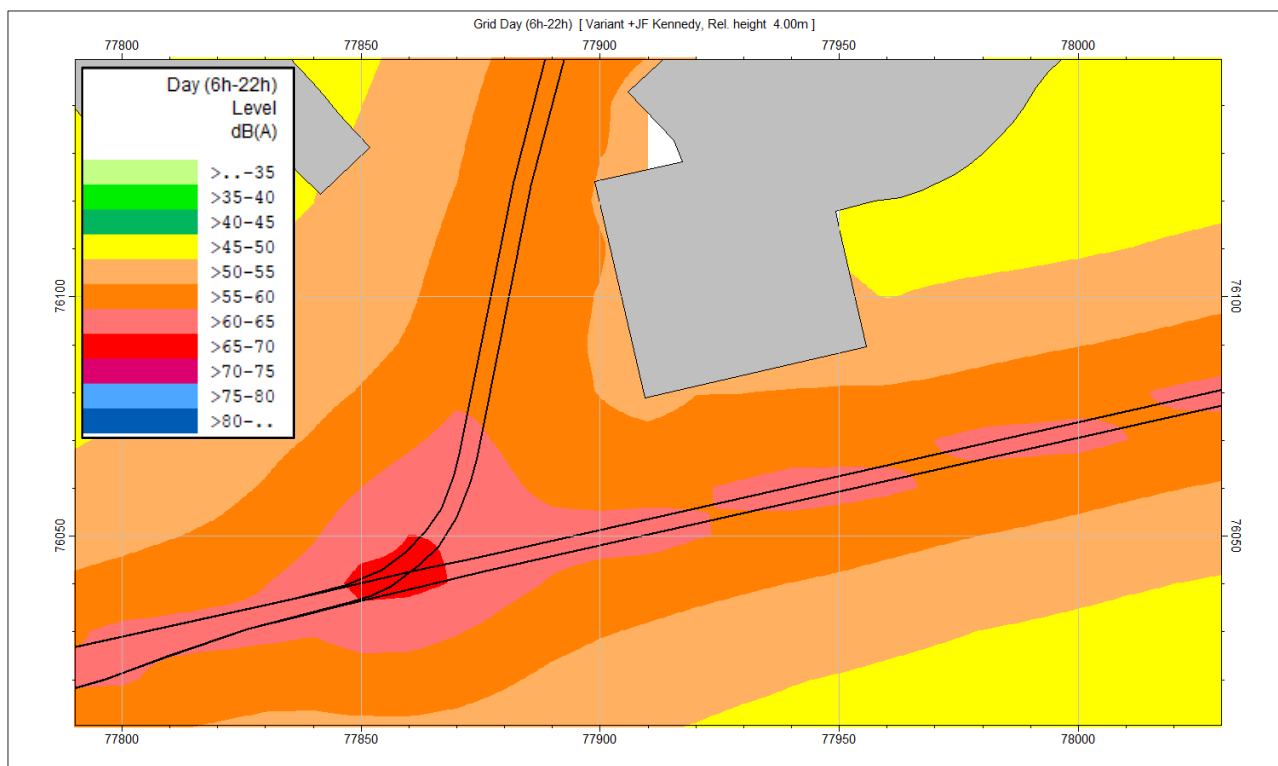 Grid Day (6h-22h) [ Variant +JF Kennedy, Rel. height 4.00m ]
77800 77850 77900 77950 78000
Day (6h-22h)
Level
dB(A)
>..-35
>35-40
>40-45
>45-50
>50-55
>55-60
>60-65
>65-70
>70-75
>75-80
>80-..
76100 76100
76050 76050
77800 77850 77900 77950 78000